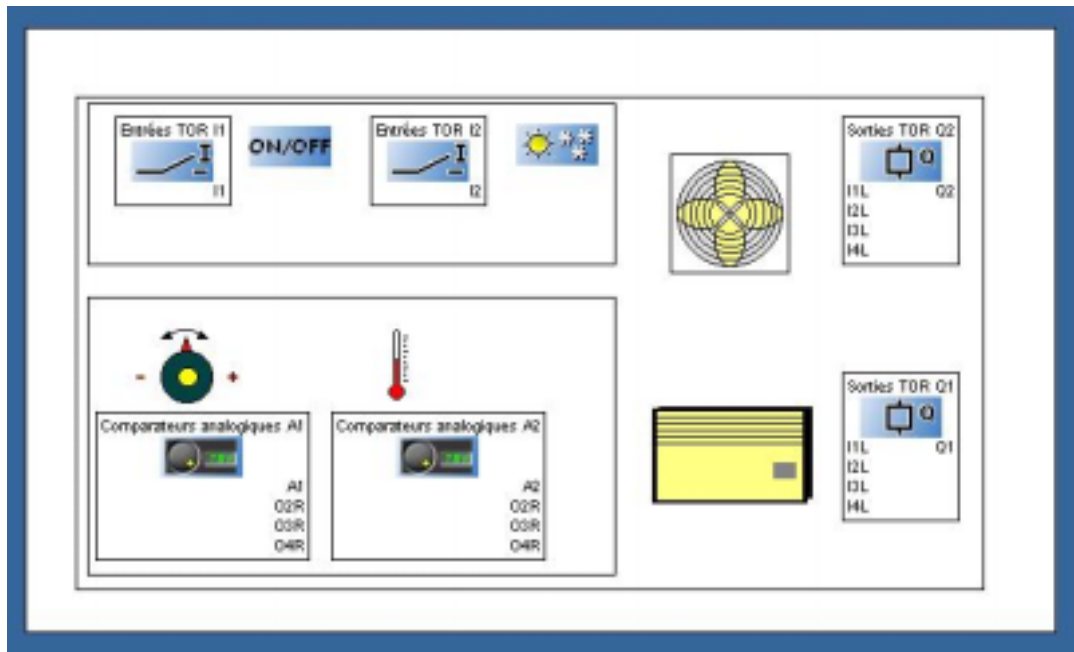 Entrées TOR I1
I
I1
ON/OFF
Entrées TOR I2
I
I2
Sorties TOR Q2
Q
I1L Q2
I2L
I3L
I4L
- +
Comparateurs analogiques A1
A1
O2R
O3R
O4R
Comparateurs analogiques A2
A2
O2R
O3R
O4R
Sorties TOR Q1
Q
I1L Q1
I2L
I3L
I4L